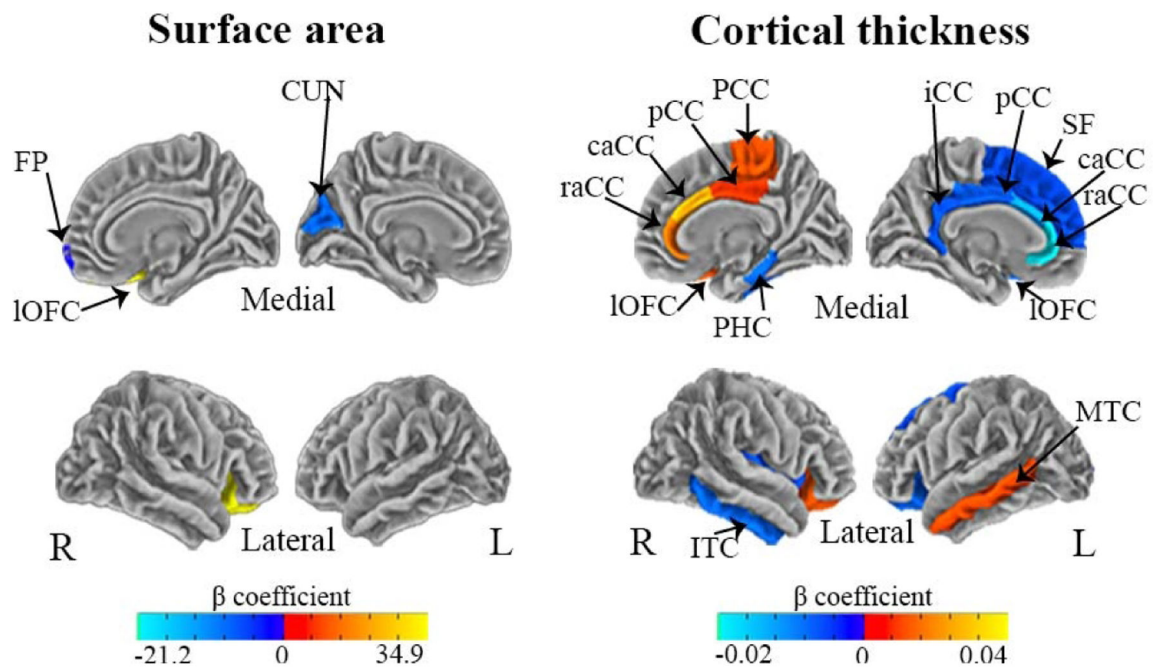 Surface area
CUN
FP
lOFC
Medial
R
Lateral
L
β coefficient
-21.2
0
34.9
Cortical thickness
PCC
pCC
caCC
raCC
iCC
pCC
SF
caCC
raCC
lOFC
PHC
Medial
lOFC
MTC
R
ITC
Lateral
L
β coefficient
-0.02
0
0.04